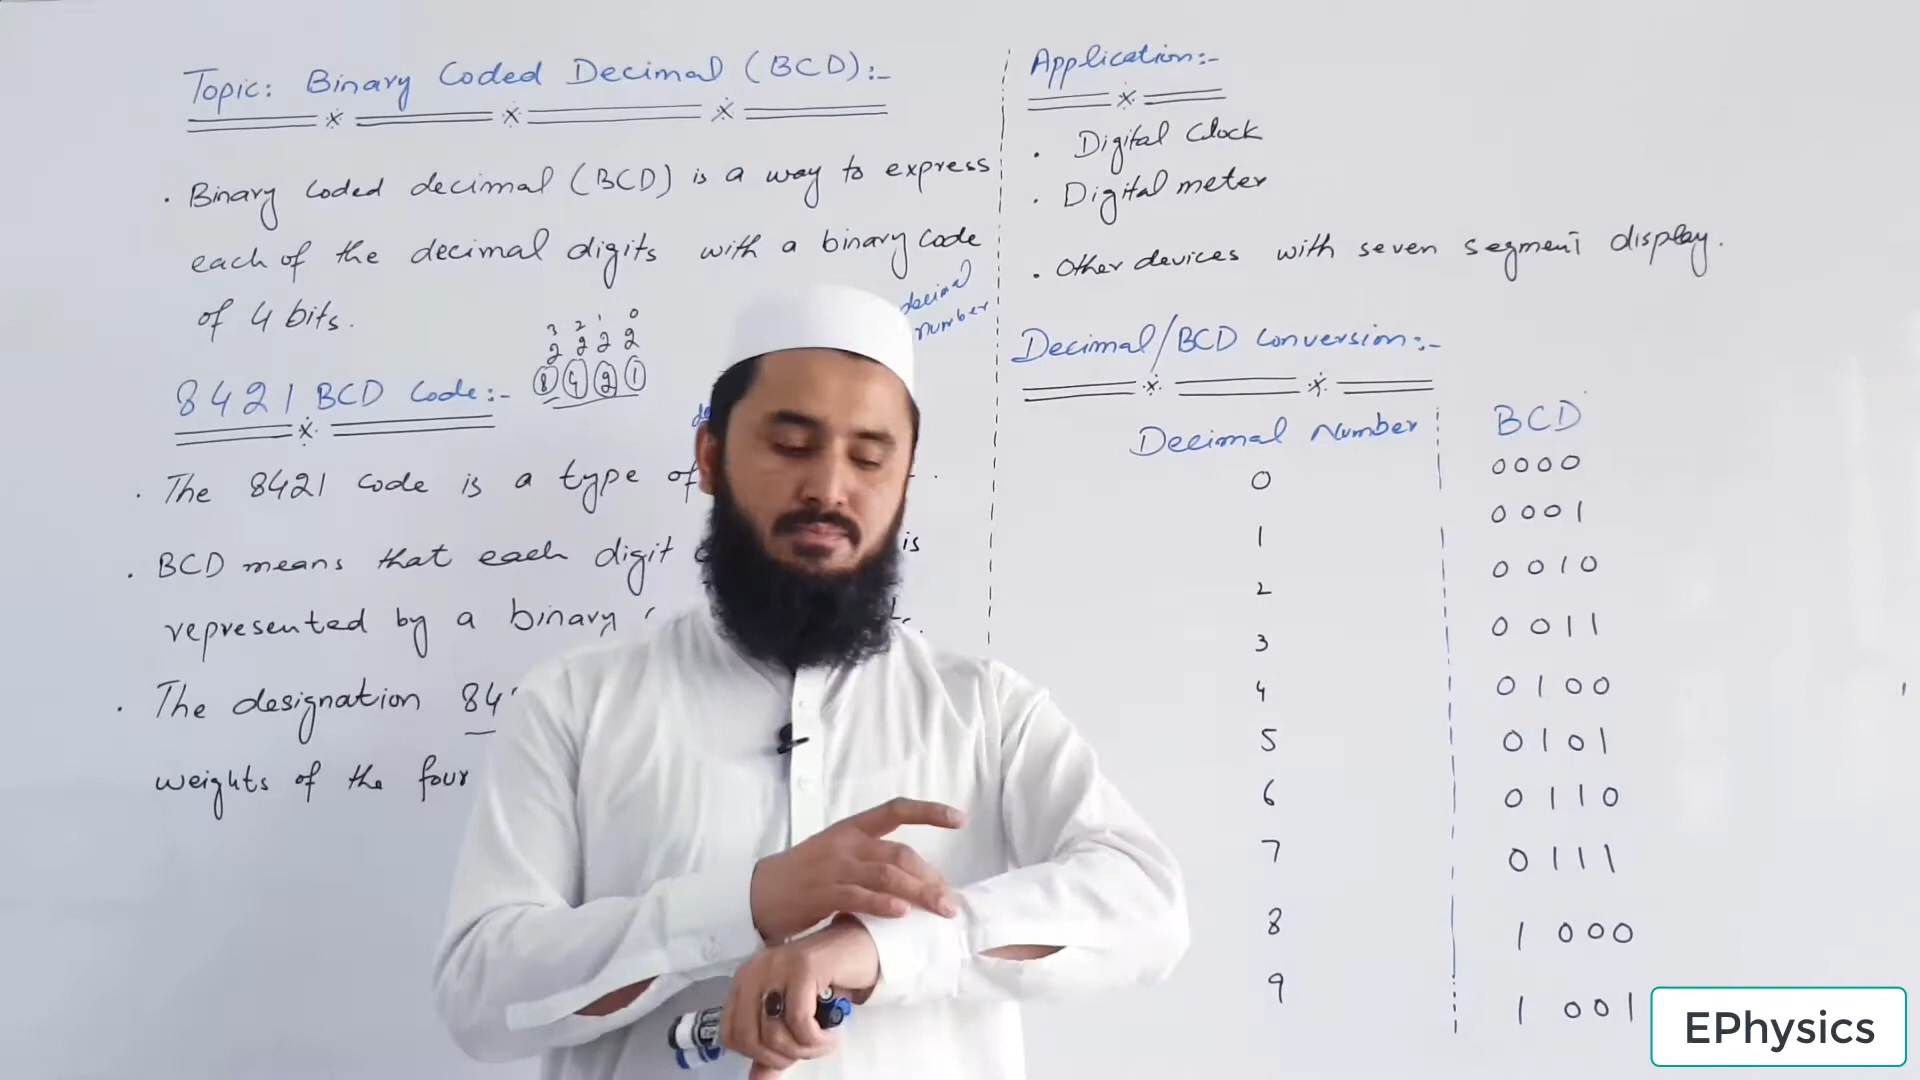 Topic: Binary Coded Decimal (BCD):-
• Binary coded decimal (BCD) is a way to express
each of the decimal digits with a binary code
of 4 bits.
3 2 1 0
2 2 2 2
8 4 2 1
decimal
number
8421 BCD Code:-
• The 8421 code is a type of
• BCD means that each digit is
represented by a binary
• The designation 84
weights of the four
Application:-
• Digital Clock
• Digital meter
• Other devices with seven segment display.
Decimal/BCD Conversion:-
Decimal Number BCD
0 0000
1 0001
2 0010
3 0011
4 0100
5 0101
6 0110
7 0111
8 1000
9 1001
EPhysics